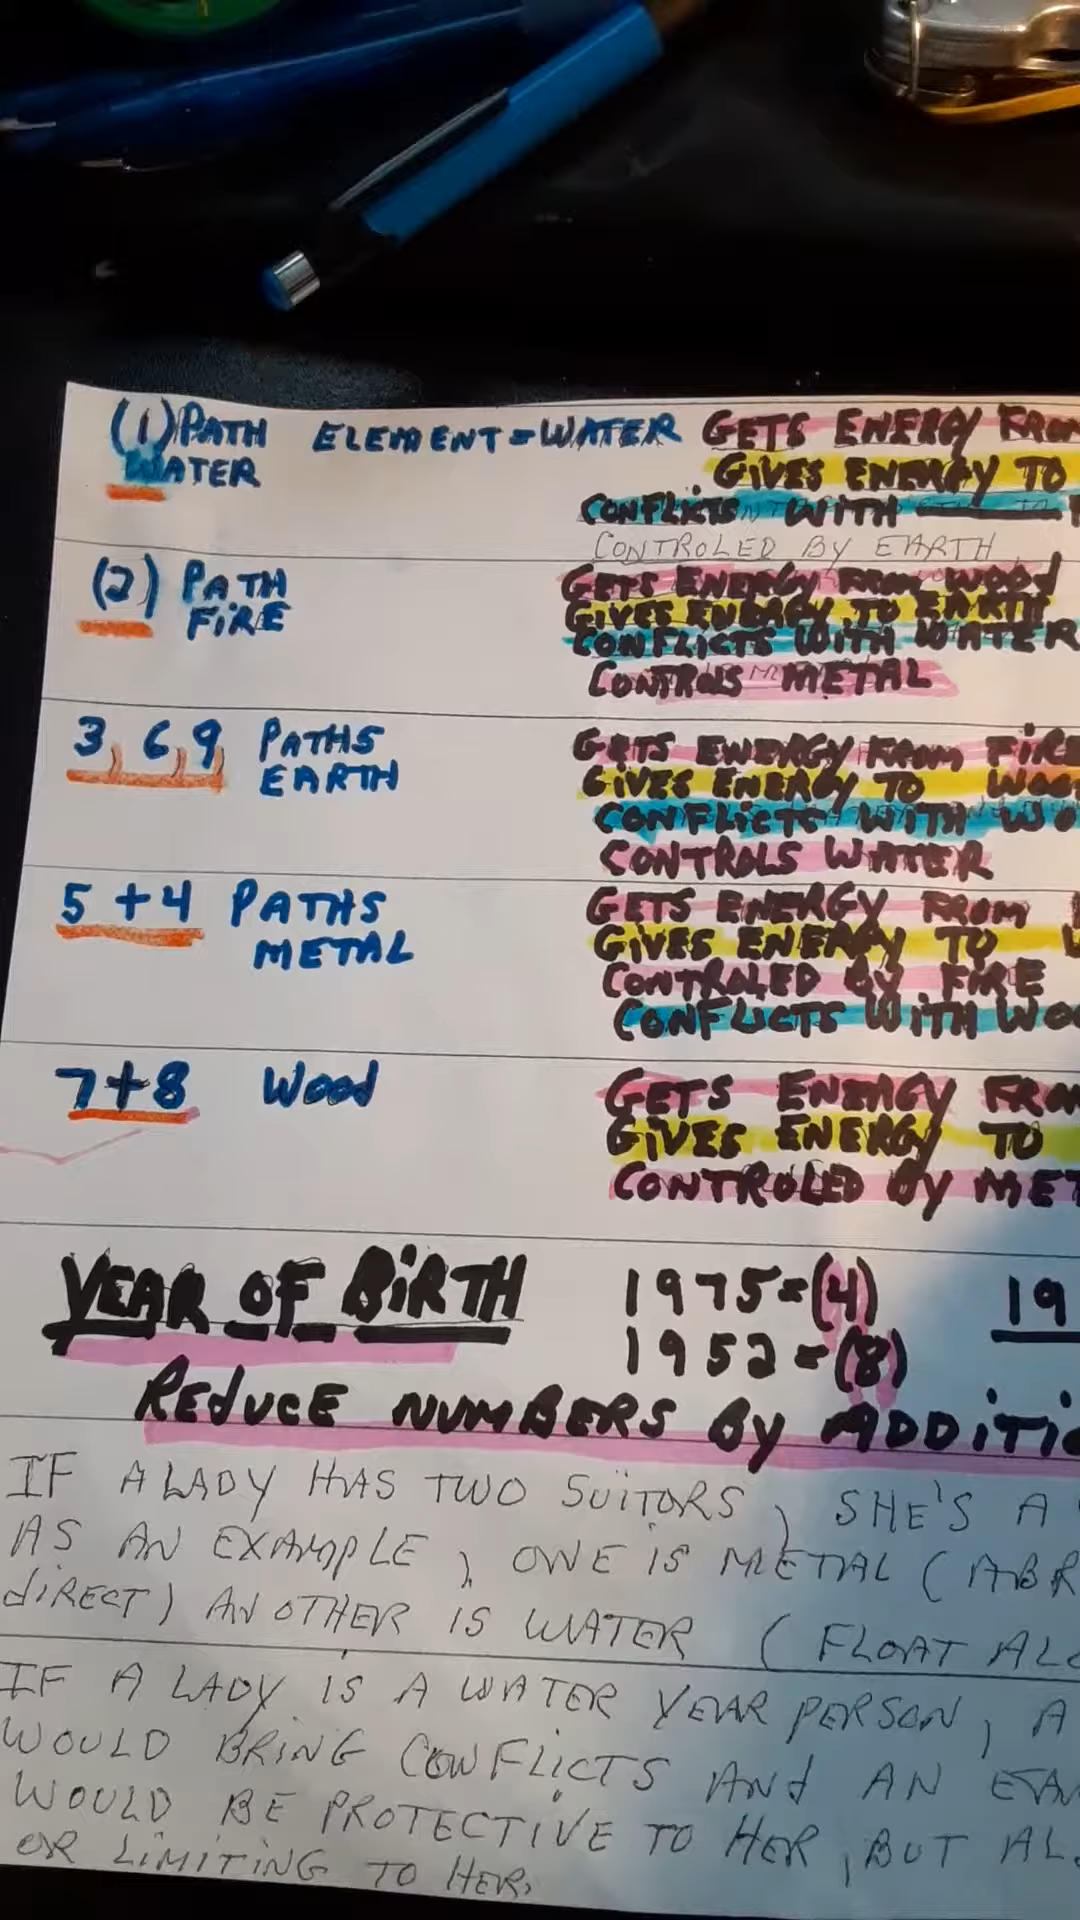 (1) PATH ELEMENT = WATER GETS ENERGY FROM
WATER GIVES ENERGY TO
CONFLICTS WITH
CONTROLED BY EARTH
(2) PATH GETS ENERGY FROM WOOD
FIRE GIVES ENERGY TO EARTH
CONFLICTS WITH WATER
CONTROLS METAL
3, 6, 9, PATHS GETS ENERGY FROM FIRE
EARTH GIVES ENERGY TO
CONFLICTS WITH
CONTROLS WATER
5 + 4 PATHS GETS ENERGY FROM
METAL GIVES ENERGY TO
CONTROLED BY FIRE
CONFLICTS WITH
7+8 WOOD GETS ENERGY FROM
GIVES ENERGY TO
CONTROLED BY MET
YEAR OF BIRTH 1975=(4) 19
1952=(8)
REDUCE NUMBERS BY ADDITI
IF A LADY HAS TWO SUITORS, SHE'S A
AS AN EXAMPLE, ONE IS METAL (ABR
DIRECT) ANOTHER IS WATER (FLOAT ALO
IF A LADY IS A WATER YEAR PERSON, A
WOULD BRING CONFLICTS AND AN
WOULD BE PROTECTIVE TO HER, BUT AL
OR LIMITING TO HER.